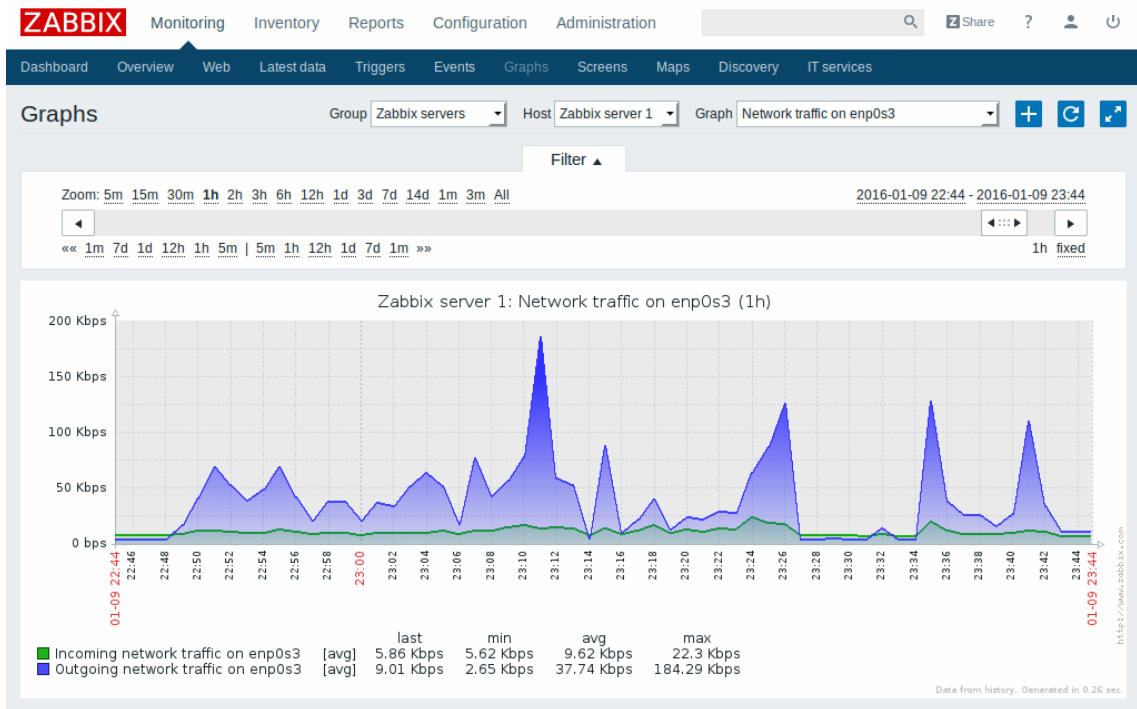 ZABBIX Monitoring Inventory Reports Configuration Administration Z Share ?
Dashboard Overview Web Latest data Triggers Events Graphs Screens Maps Discovery IT services
Graphs Group Zabbix servers Host Zabbix server 1 Graph Network traffic on enp0s3
Filter ▲
Zoom: 5m 15m 30m 1h 2h 3h 6h 12h 1d 3d 7d 14d 1m 3m All 2016-01-09 22:44 - 2016-01-09 23:44
«« 1m 7d 1d 12h 1h 5m | 5m 1h 12h 1d 7d 1m »» 1h fixed
Zabbix server 1: Network traffic on enp0s3 (1h)
200 Kbps
150 Kbps
100 Kbps
50 Kbps
0 bps
01-09 22:44 22:46 22:48 22:50 22:52 22:54 22:56 22:58 23:00 23:02 23:04 23:06 23:08 23:10 23:12 23:14 23:16 23:18 23:20 23:22 23:24 23:26 23:28 23:30 23:32 23:34 23:36 23:38 23:40 23:42 23:44 01-09 23:44
http://www.zabbix.com
last min avg max
Incoming network traffic on enp0s3 [avg] 5.86 Kbps 5.62 Kbps 9.62 Kbps 22.3 Kbps
Outgoing network traffic on enp0s3 [avg] 9.01 Kbps 2.65 Kbps 37.74 Kbps 184.29 Kbps
Data from history. Generated in 0.26 sec.